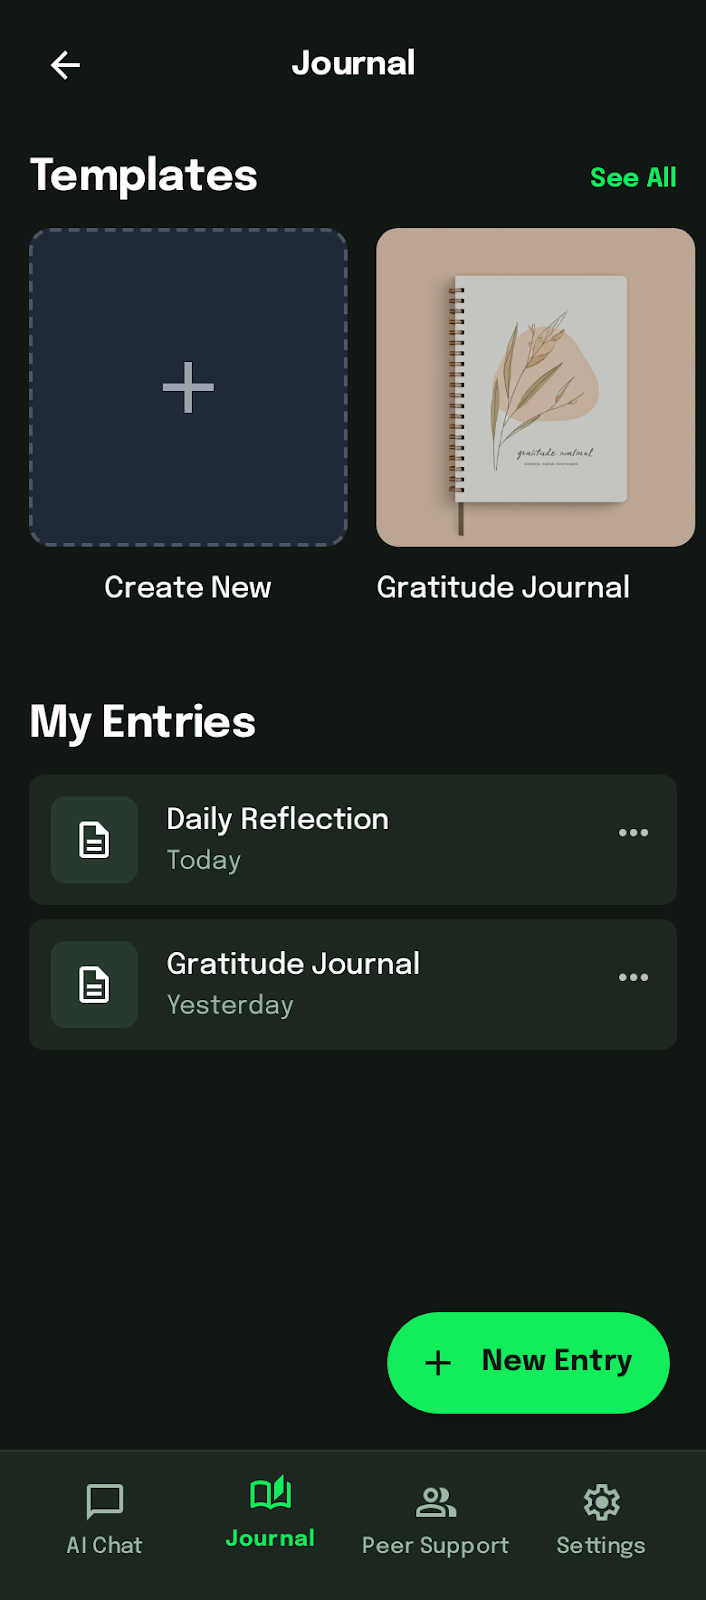 Journal
Templates
See All
gratitude
Create New
Gratitude Journal
My Entries
Daily Reflection
Today
Gratitude Journal
Yesterday
New Entry
AI Chat
Journal
Peer Support
Settings